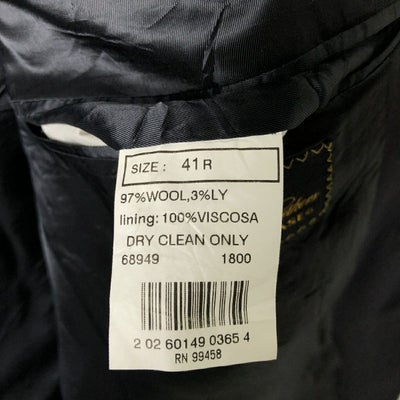 SIZE: 41R
97%WOOL,3%LY
lining:100%VISCOSA
DRY CLEAN ONLY
68949 1800
2 02 60149 0365 4
RN 99458